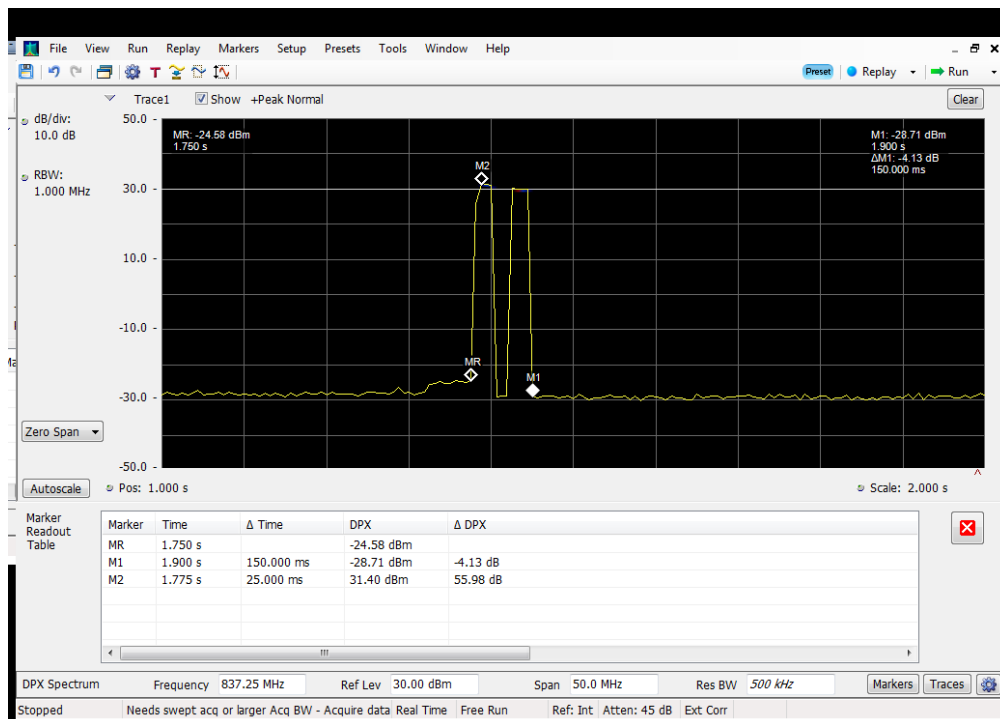 File View Run Replay Markers Setup Presets Tools Window Help
Preset Replay Run
Trace1 Show +Peak Normal Clear
dB/div:
10.0 dB
RBW:
1.000 MHz
50.0 -
30.0 -
10.0 -
-10.0 -
-30.0 -
-50.0 -
MR: -24.58 dBm
1.750 s
M1: -28.71 dBm
1.900 s
ΔM1: -4.13 dB
150.000 ms
M2
MR
M1
Zero Span
Autoscale Pos: 1.000 s Scale: 2.000 s
Marker
Readout
Table
Marker Time Δ Time DPX Δ DPX
MR 1.750 s -24.58 dBm
M1 1.900 s 150.000 ms -28.71 dBm -4.13 dB
M2 1.775 s 25.000 ms 31.40 dBm 55.98 dB
DPX Spectrum Frequency 837.25 MHz Ref Lev 30.00 dBm Span 50.0 MHz Res BW 500 kHz Markers Traces
Stopped Needs swept acq or larger Acq BW - Acquire data Real Time Free Run Ref: Int Atten: 45 dB Ext Corr